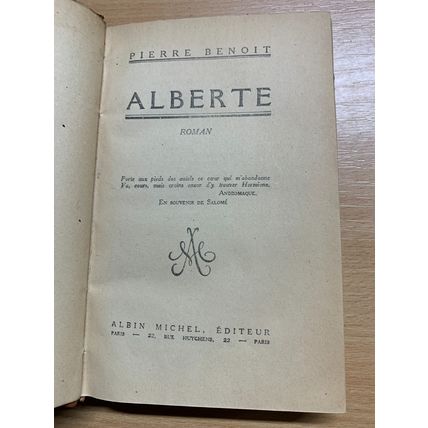 PIERRE BENOIT
ALBERTE
ROMAN
Porte aux pieds des autels ce cœur qui m'abandonne
Va, cours, mais crains encor d'y trouver Hermione.
ANDROMAQUE.
EN SOUVENIR DE SALOMÉ
AM
ALBIN MICHEL, ÉDITEUR
PARIS — 22, RUE HUYGHENS, 22 — PARIS